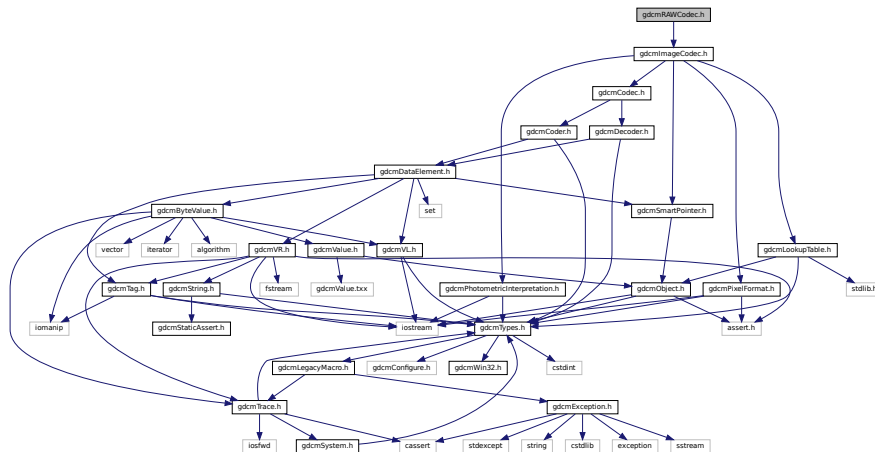 gdcmRAWCodec.h
gdcmImageCodec.h
gdcmCodec.h
gdcmCoder.h
gdcmDecoder.h
gdcmDataElement.h
gdcmByteValue.h
set
gdcmSmartPointer.h
vector
iterator
algorithm
gdcmVR.h
gdcmValue.h
gdcmVL.h
gdcmLookupTable.h
gdcmTag.h
gdcmString.h
fstream
gdcmValue.txx
gdcmPhotometricInterpretation.h
gdcmObject.h
gdcmPixelFormat.h
stdlib.h
iomanip
gdcmStaticAssert.h
iostream
gdcmTypes.h
assert.h
gdcmLegacyMacro.h
gdcmConfigure.h
gdcmWin32.h
cstdint
gdcmTrace.h
gdcmException.h
iosfwd
gdcmSystem.h
cassert
stdexcept
string
cstdlib
exception
sstream